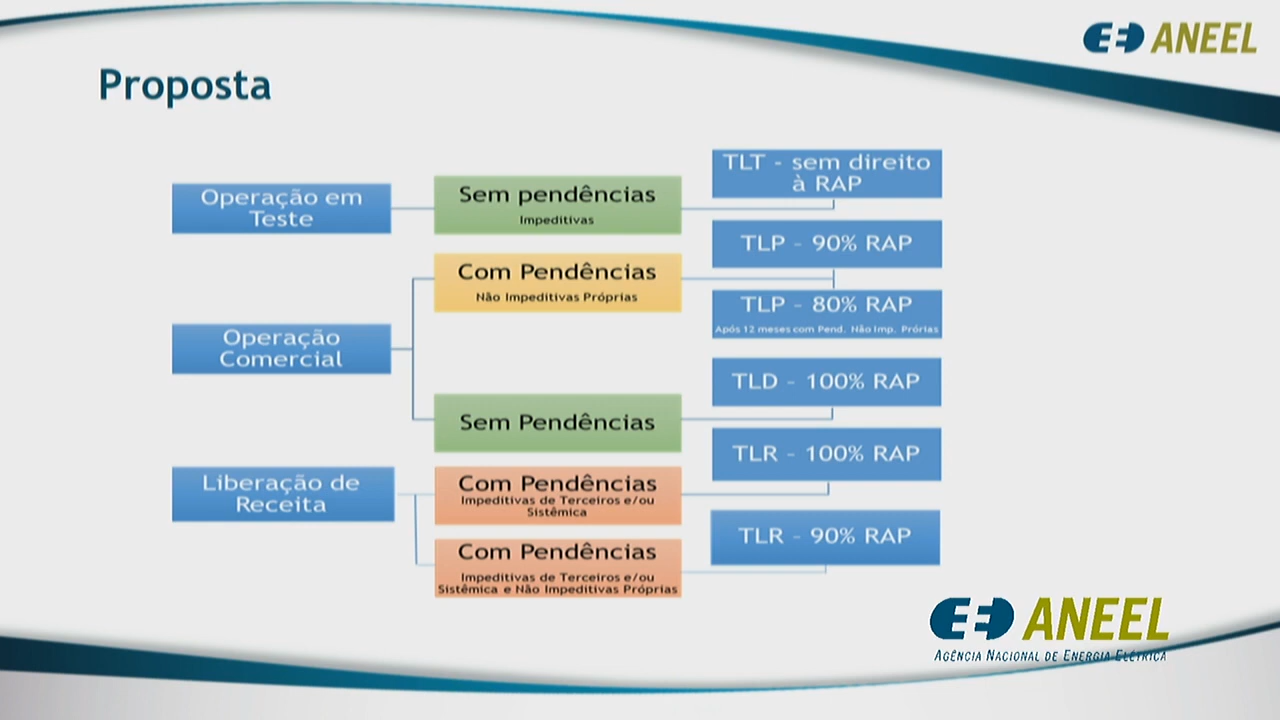 ANEEL
Proposta
Operação em
Teste
Sem pendências
Impeditivas
TLT - sem direito
à RAP
TLP - 90% RAP
Com Pendências
Não Impeditivas Próprias
TLP - 80% RAP
Após 12 meses com Pend. Não Imp. Prórias
Operação
Comercial
TLD - 100% RAP
Sem Pendências
TLR - 100% RAP
Liberação de
Receita
Com Pendências
Impeditivas de Terceiros e/ou
Sistêmica
TLR - 90% RAP
Com Pendências
Impeditivas de Terceiros e/ou
Sistêmica e Não Impeditivas Próprias
ANEEL
AGÊNCIA NACIONAL DE ENERGIA ELÉTRICA